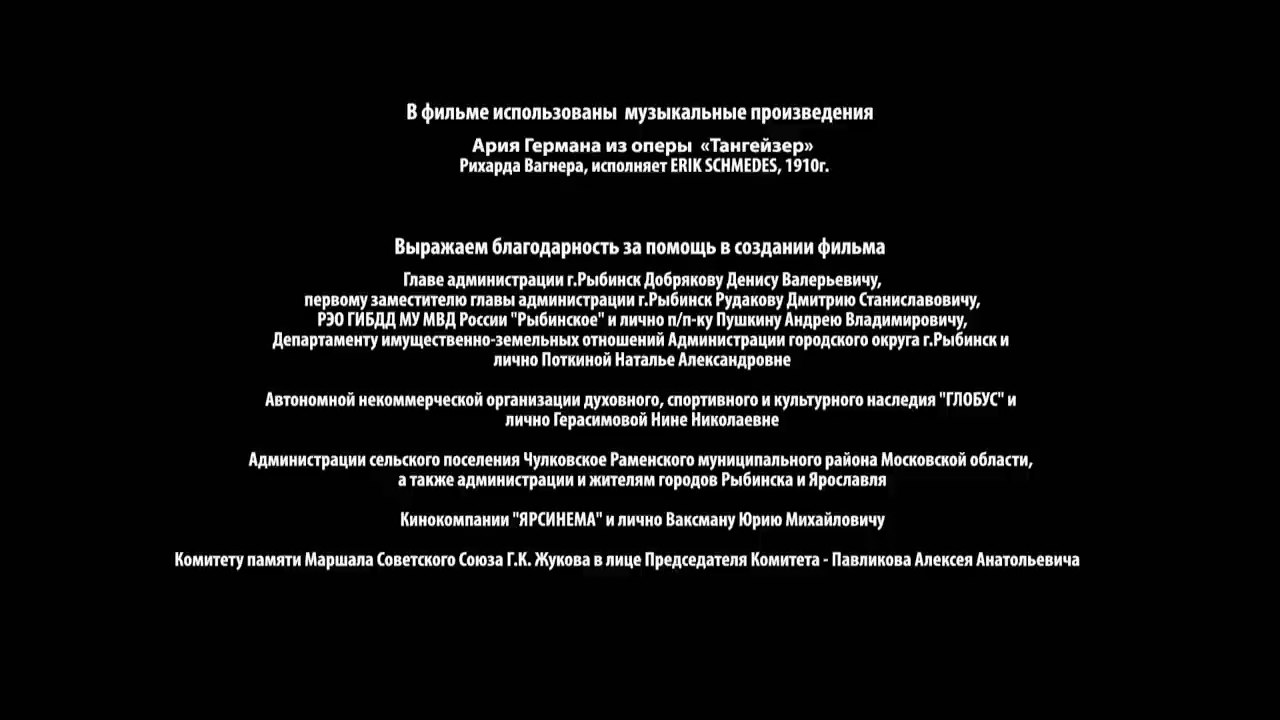 В фильме использованы музыкальные произведения
Ария Германа из оперы «Тангейзер»
Рихарда Вагнера, исполняет ERIK SCHMEDES, 1910г.
Выражаем благодарность за помощь в создании фильма
Главе администрации г.Рыбинск Добрякову Денису Валерьевичу,
первому заместителю главы администрации г.Рыбинск Рудакову Дмитрию Станиславовичу,
РЭО ГИБДД МУ МВД России "Рыбинское" и лично п/п-ку Пушкину Андрею Владимировичу,
Департаменту имущественно-земельных отношений Администрации городского округа г.Рыбинск и
лично Поткиной Наталье Александровне
Автономной некоммерческой организации духовного, спортивного и культурного наследия "ГЛОБУС" и
лично Герасимовой Нине Николаевне
Администрации сельского поселения Чулковское Раменского муниципального района Московской области,
а также администрации и жителям городов Рыбинска и Ярославля
Кинокомпании "ЯРСИНЕМА" и лично Ваксману Юрию Михайловичу
Комитету памяти Маршала Советского Союза Г.К. Жукова в лице Председателя Комитета - Павликова Алексея Анатольевича